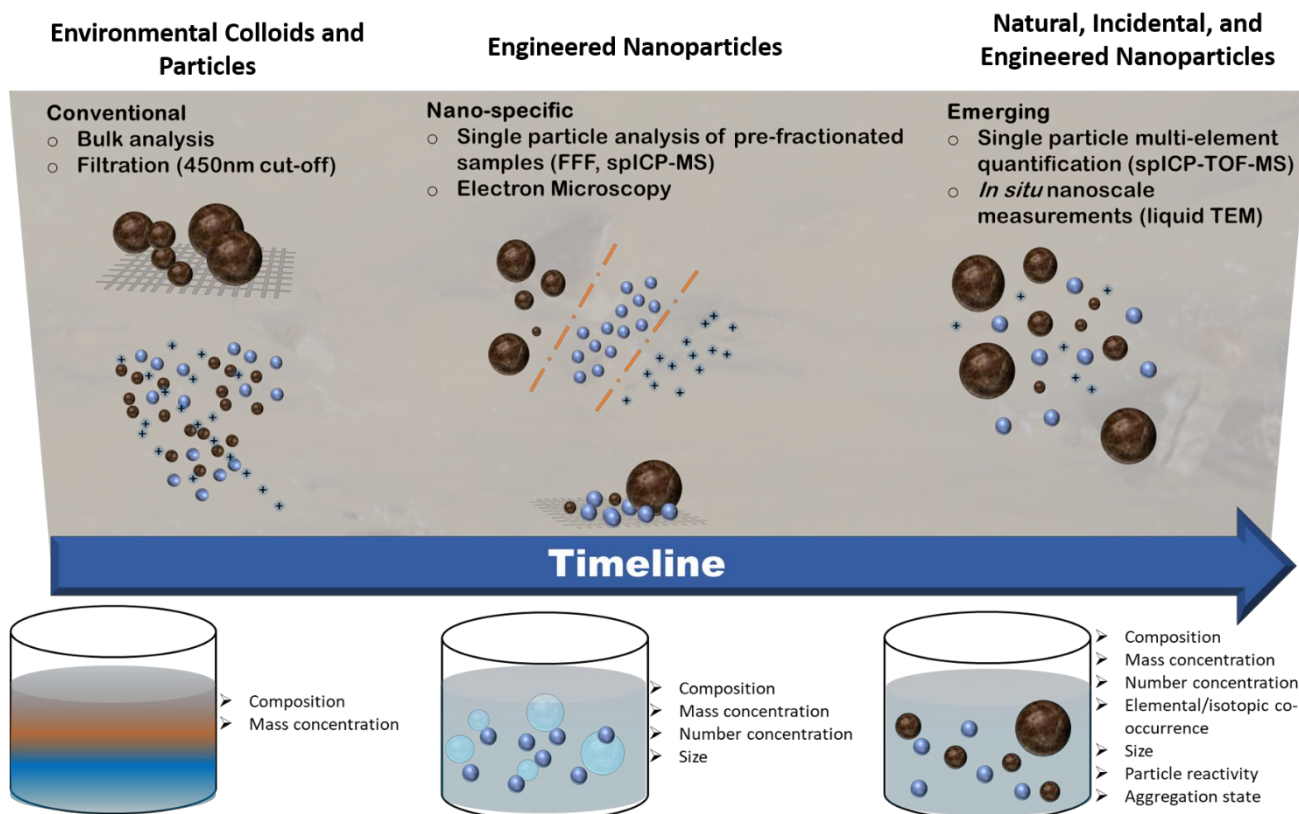 Environmental Colloids and
Particles
Engineered Nanoparticles
Natural, Incidental, and
Engineered Nanoparticles
Conventional
o Bulk analysis
o Filtration (450nm cut-off)
Nano-specific
o Single particle analysis of pre-fractionated
samples (FFF, spICP-MS)
o Electron Microscopy
Emerging
o Single particle multi-element
quantification (spICP-TOF-MS)
o In situ nanoscale
measurements (liquid TEM)
Timeline
➢ Composition
➢ Mass concentration
➢ Composition
➢ Mass concentration
➢ Number concentration
➢ Size
➢ Composition
➢ Mass concentration
➢ Number concentration
➢ Elemental/isotopic co-
occurrence
➢ Size
➢ Particle reactivity
➢ Aggregation state